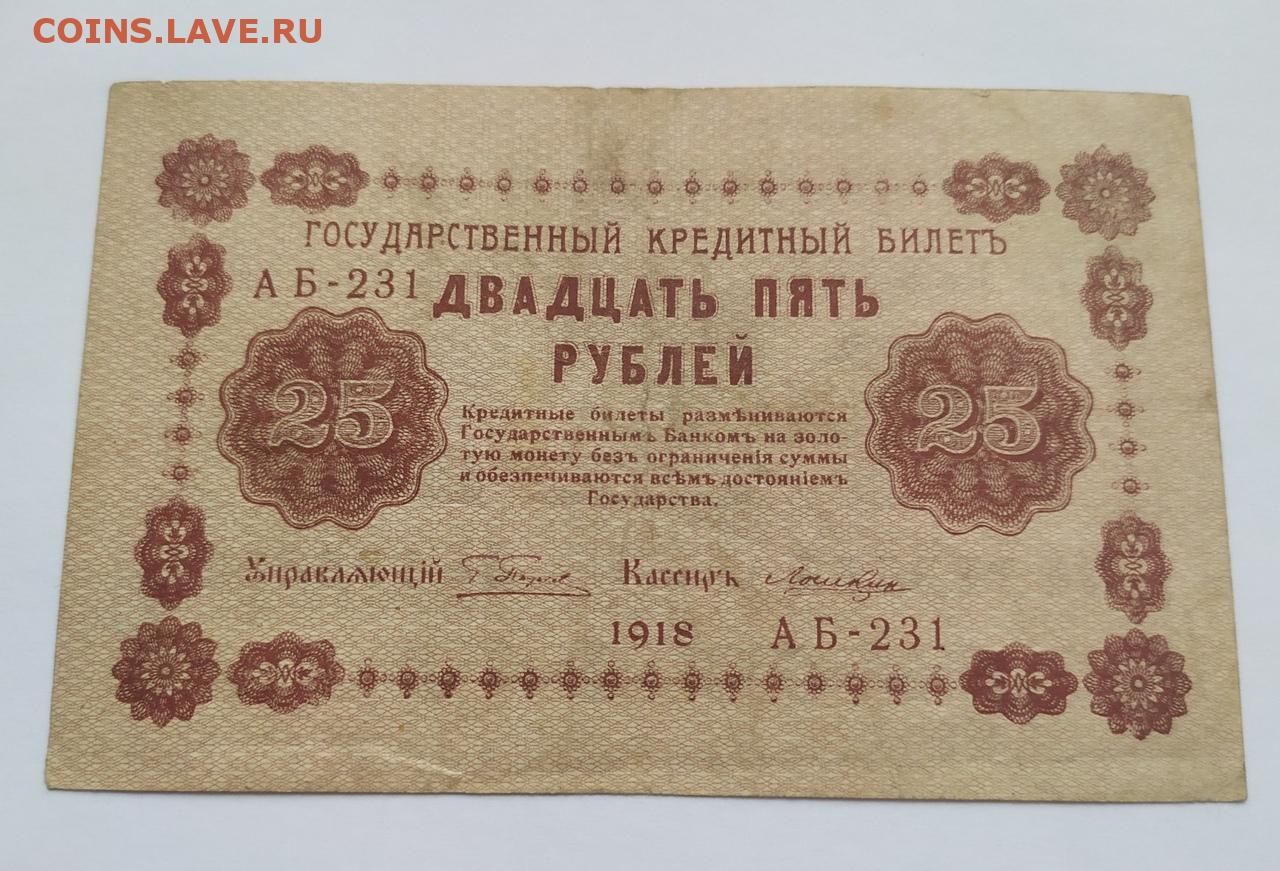 COINS.LAVE.RU
ГОСУДАРСТВЕННЫЙ КРЕДИТНЫЙ БИЛЕТЪ
АБ-231
ДВАДЦАТЬ ПЯТЬ
РУБЛЕЙ
25
25
Кредитные билеты размѣниваются
Государственнымъ Банкомъ на золо-
тую монету безъ ограниченія суммы
и обезпечиваются всѣмъ достояніемъ
Государства.
Управляющій
Кассиръ
1918
АБ-231